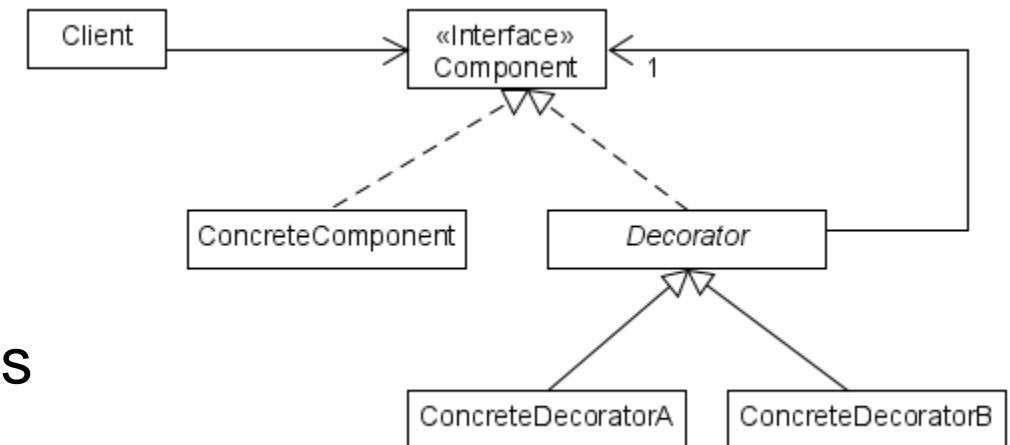 Client
«Interface»
Component
1
ConcreteComponent
Decorator
s
ConcreteDecoratorA
ConcreteDecoratorB